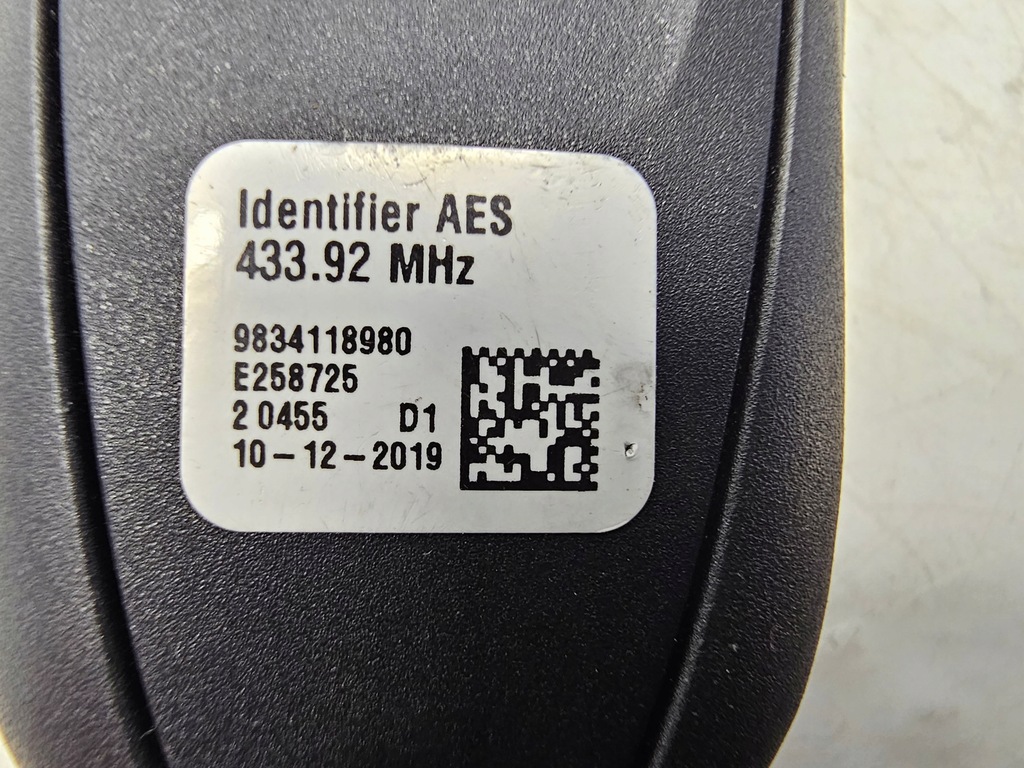 Identifier AES
433.92 MHz
9834118980
E258725
2 0455 D1
10-12-2019